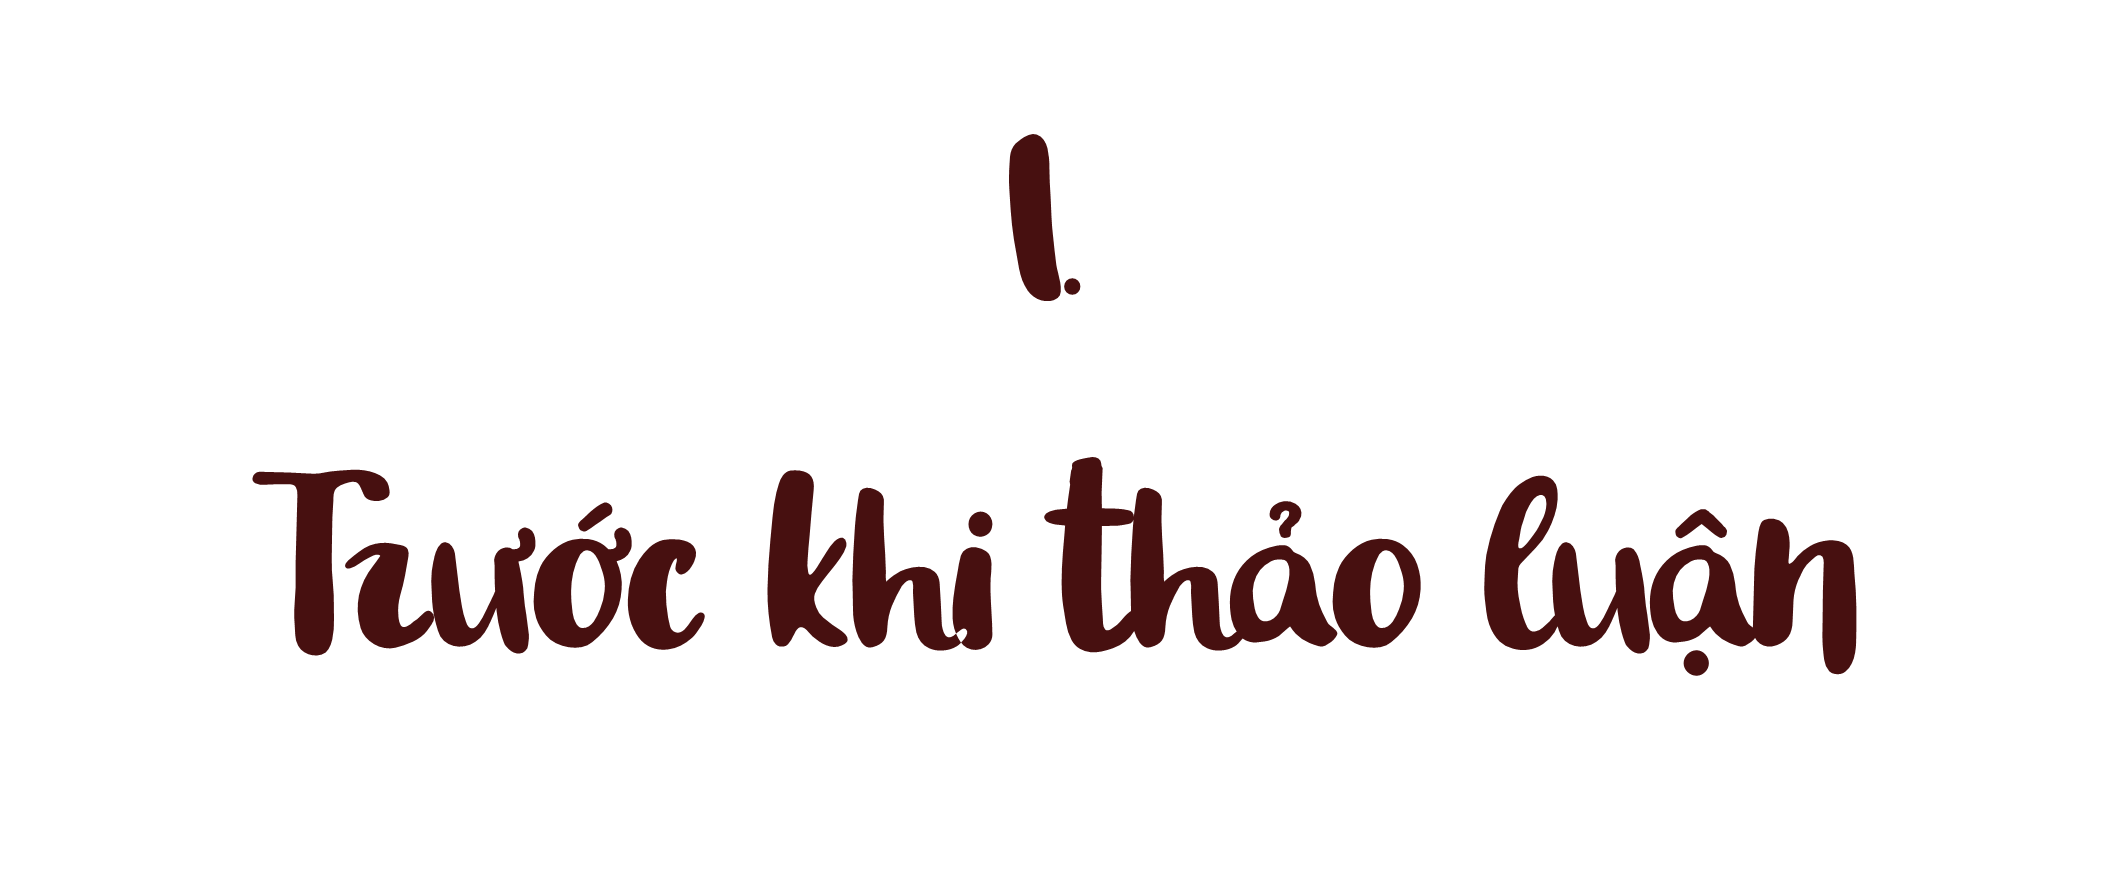 I.
Trước khi thảo luận